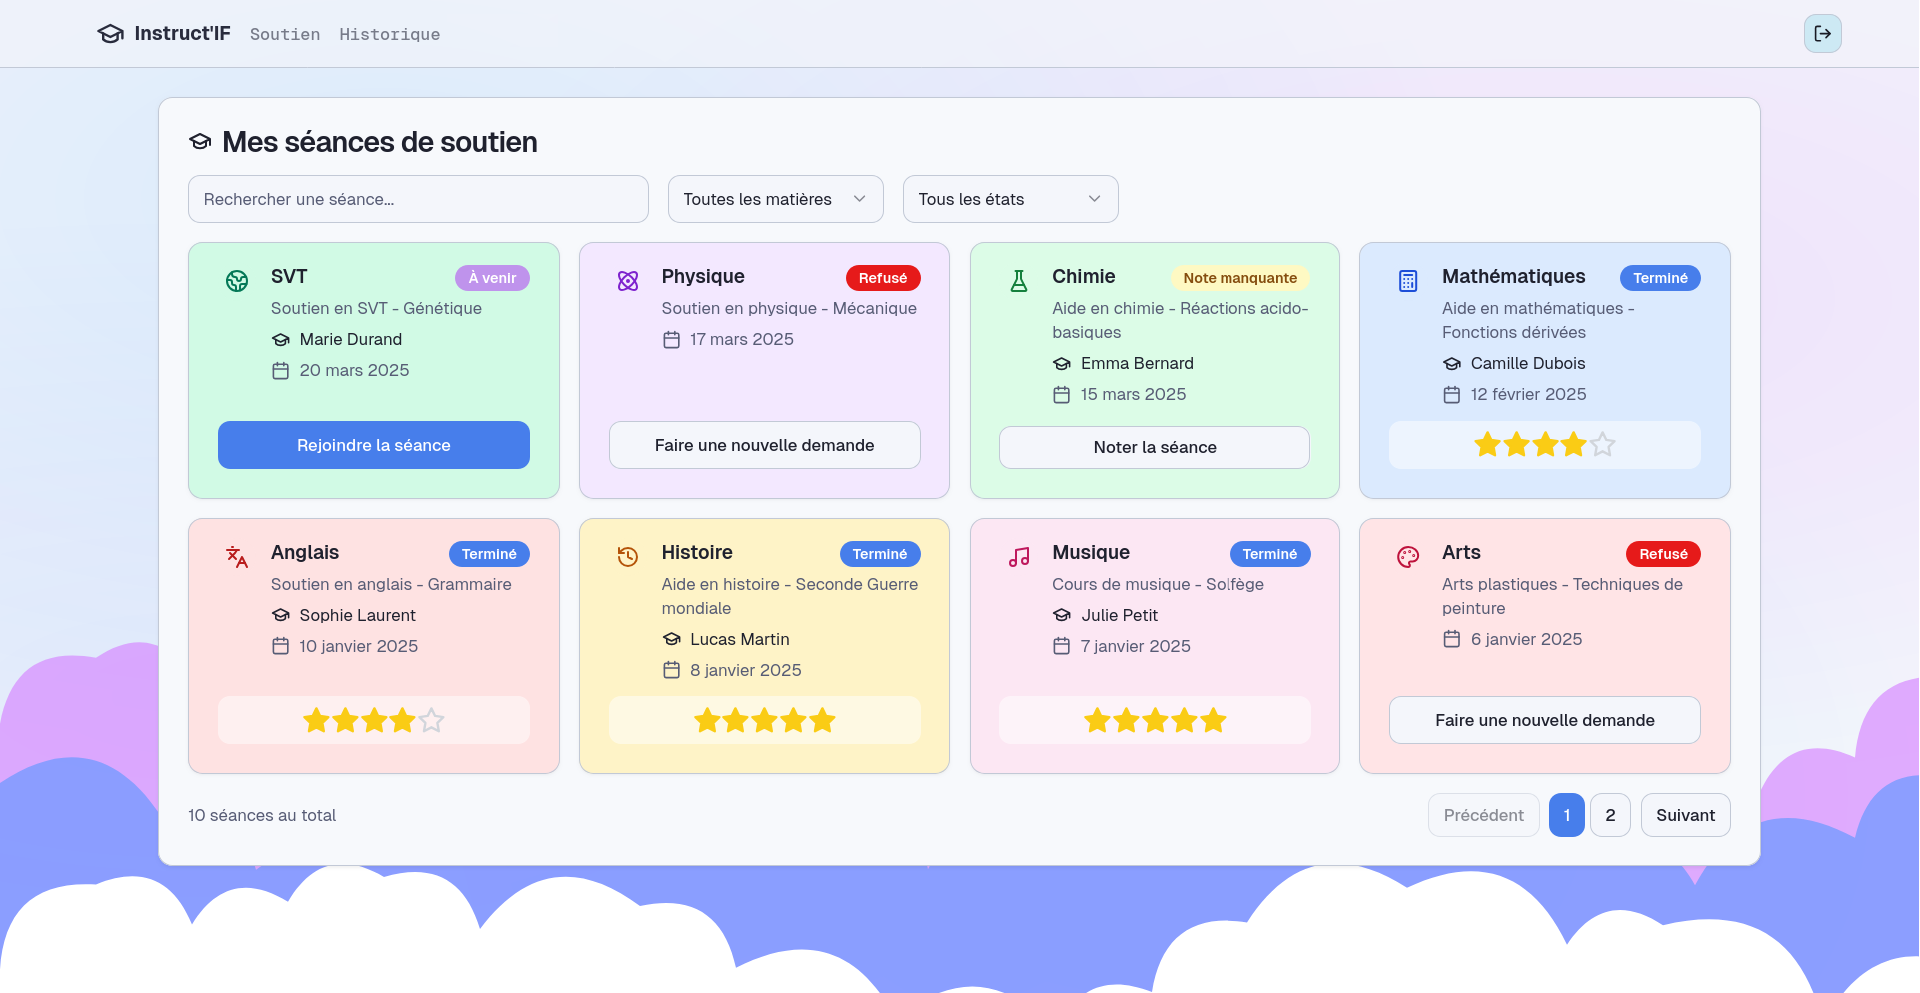 Instruct'IF
Soutien
Historique
Mes séances de soutien
Rechercher une séance...
Toutes les matières
Tous les états
SVT
À venir
Soutien en SVT - Génétique
Marie Durand
20 mars 2025
Rejoindre la séance
Physique
Refusé
Soutien en physique - Mécanique
17 mars 2025
Faire une nouvelle demande
Chimie
Note manquante
Aide en chimie - Réactions acido-
basiques
Emma Bernard
15 mars 2025
Noter la séance
Mathématiques
Terminé
Aide en mathématiques -
Fonctions dérivées
Camille Dubois
12 février 2025
Anglais
Terminé
Soutien en anglais - Grammaire
Sophie Laurent
10 janvier 2025
Histoire
Terminé
Aide en histoire - Seconde Guerre
mondiale
Lucas Martin
8 janvier 2025
Musique
Terminé
Cours de musique - Solfège
Julie Petit
7 janvier 2025
Arts
Refusé
Arts plastiques - Techniques de
peinture
6 janvier 2025
Faire une nouvelle demande
10 séances au total
Précédent
1
2
Suivant